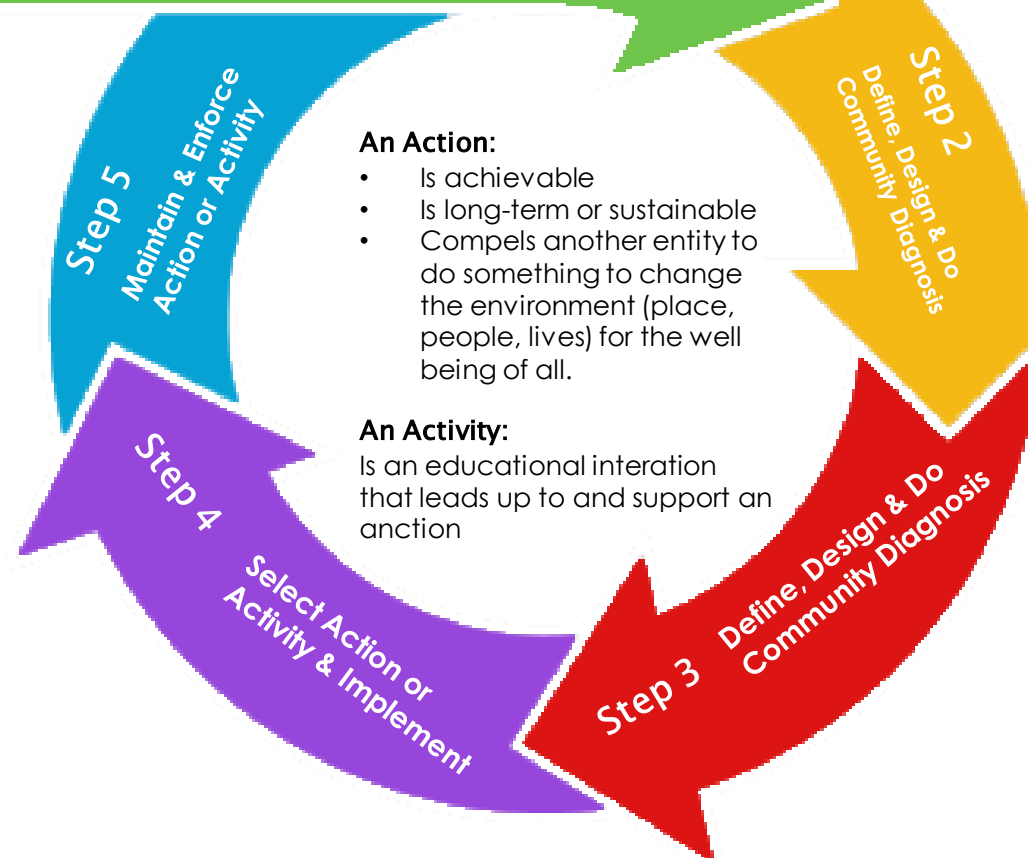 Step 2
Define, Design & Do
Community Diagnosis
Step 3
Define, Design & Do
Community Diagnosis
Step 4
Select Action or
Activity & Implement
Step 5
Maintain & Enforce
Action or Activity
An Action:
• Is achievable
• Is long-term or sustainable
• Compels another entity to
do something to change
the environment (place,
people, lives) for the well
being of all.
An Activity:
Is an educational interation
that leads up to and support an
anction